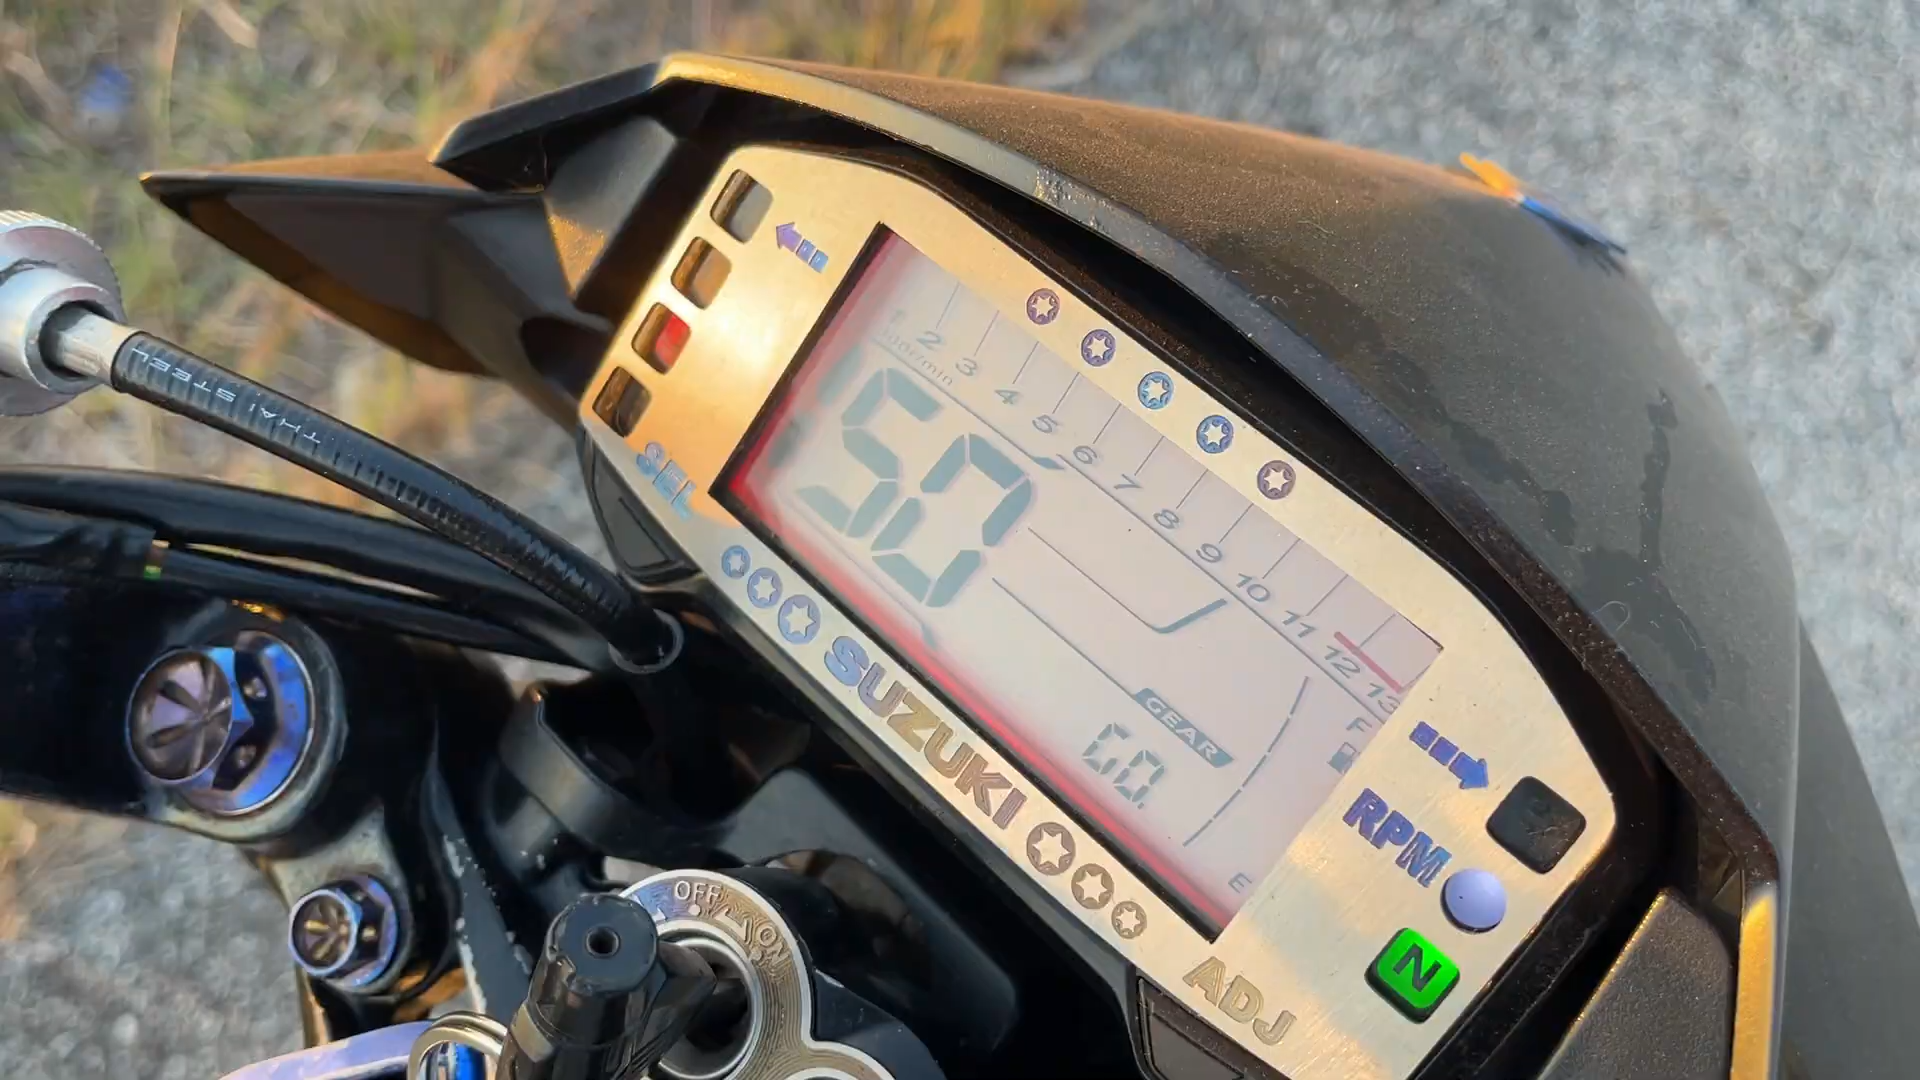 1 2 3 4 5 6 7 8 9 10 11 12 13
r/min
50
GEAR
GO.
F
E
SEL
SUZUKI
RPM
N
ADJ
THAI STEEL
OFF
ON